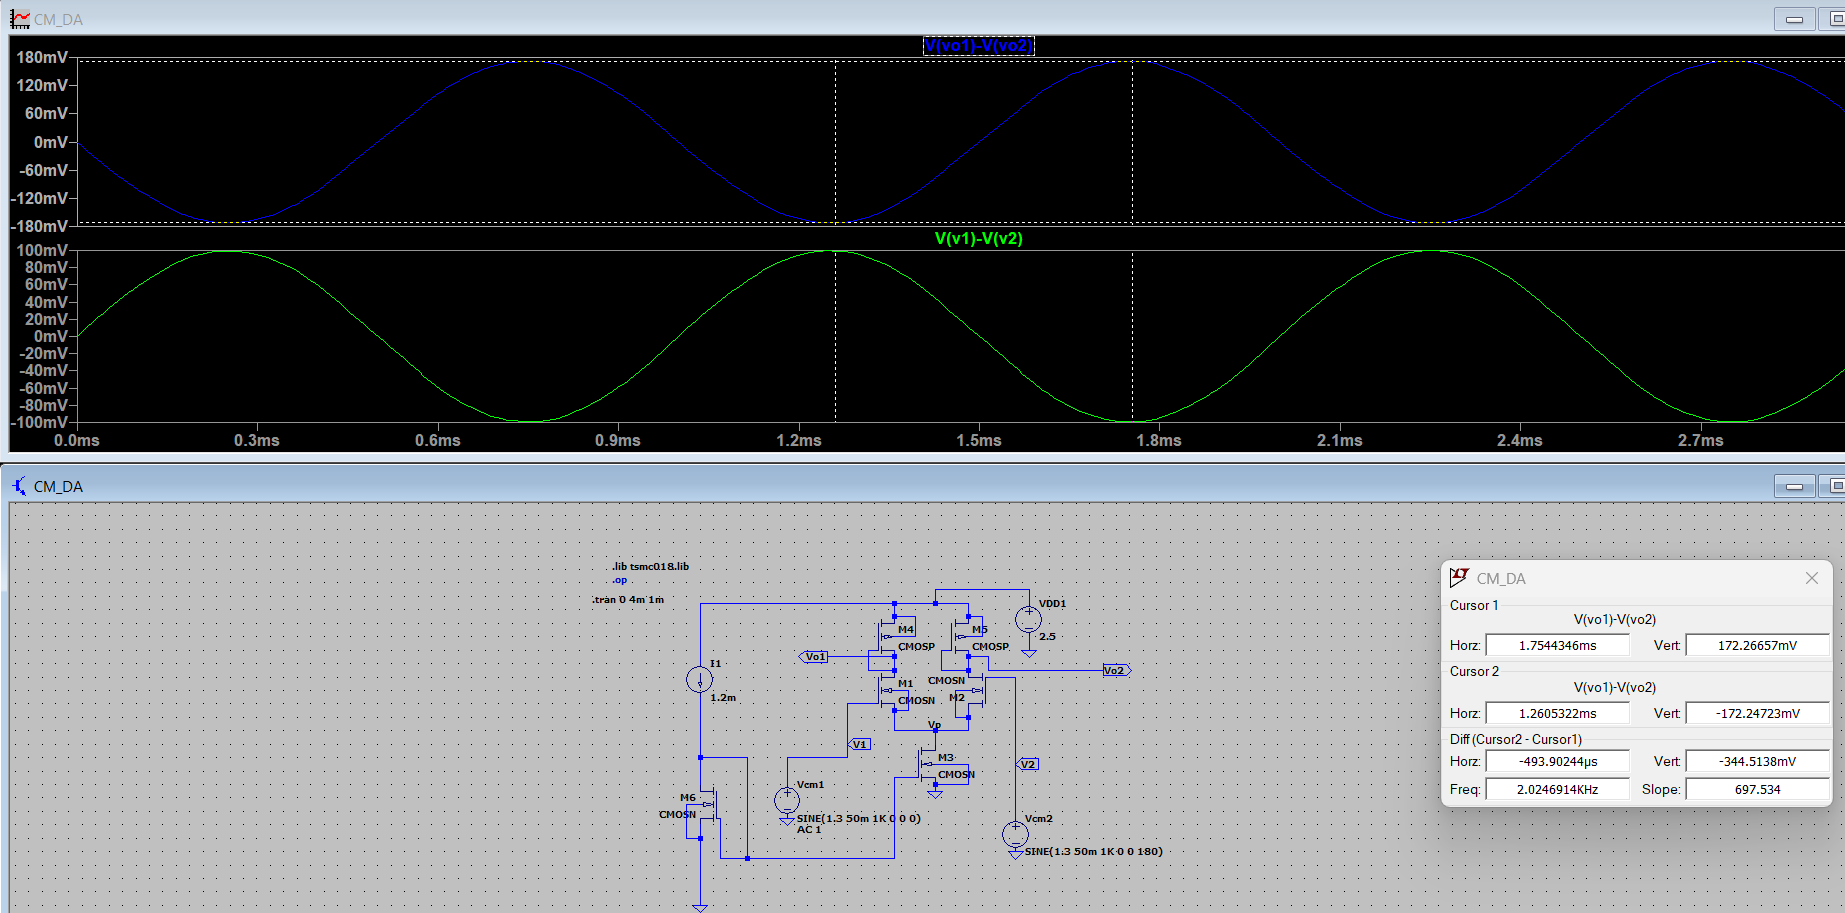 CM_DA
V(vo1)-V(vo2)
180mV
120mV
60mV
0mV
-60mV
-120mV
-180mV
V(v1)-V(v2)
100mV
80mV
60mV
40mV
20mV
0mV
-20mV
-40mV
-60mV
-80mV
-100mV
0.0ms 0.3ms 0.6ms 0.9ms 1.2ms 1.5ms 1.8ms 2.1ms 2.4ms 2.7ms
CM_DA
.lib tsmc018.lib
.op
.tran 0 4m 1m
VDD1
2.5
M4
CMOSP
M5
CMOSP
Vo1
Vo2
I1
1.2m
M1
CMOSN
CMOSN
M2
Vp
V1
M3
CMOSN
V2
M6
CMOSN
Vcm1
SINE(1.3 50m 1K 0 0 0)
AC 1
Vcm2
SINE(1.3 50m 1K 0 0 180)
CM_DA
Cursor 1
V(vo1)-V(vo2)
Horz: 1.7544346ms Vert: 172.26657mV
Cursor 2
V(vo1)-V(vo2)
Horz: 1.2605322ms Vert: -172.24723mV
Diff (Cursor2 - Cursor1)
Horz: -493.90244µs Vert: -344.5138mV
Freq: 2.0246914KHz Slope: 697.534